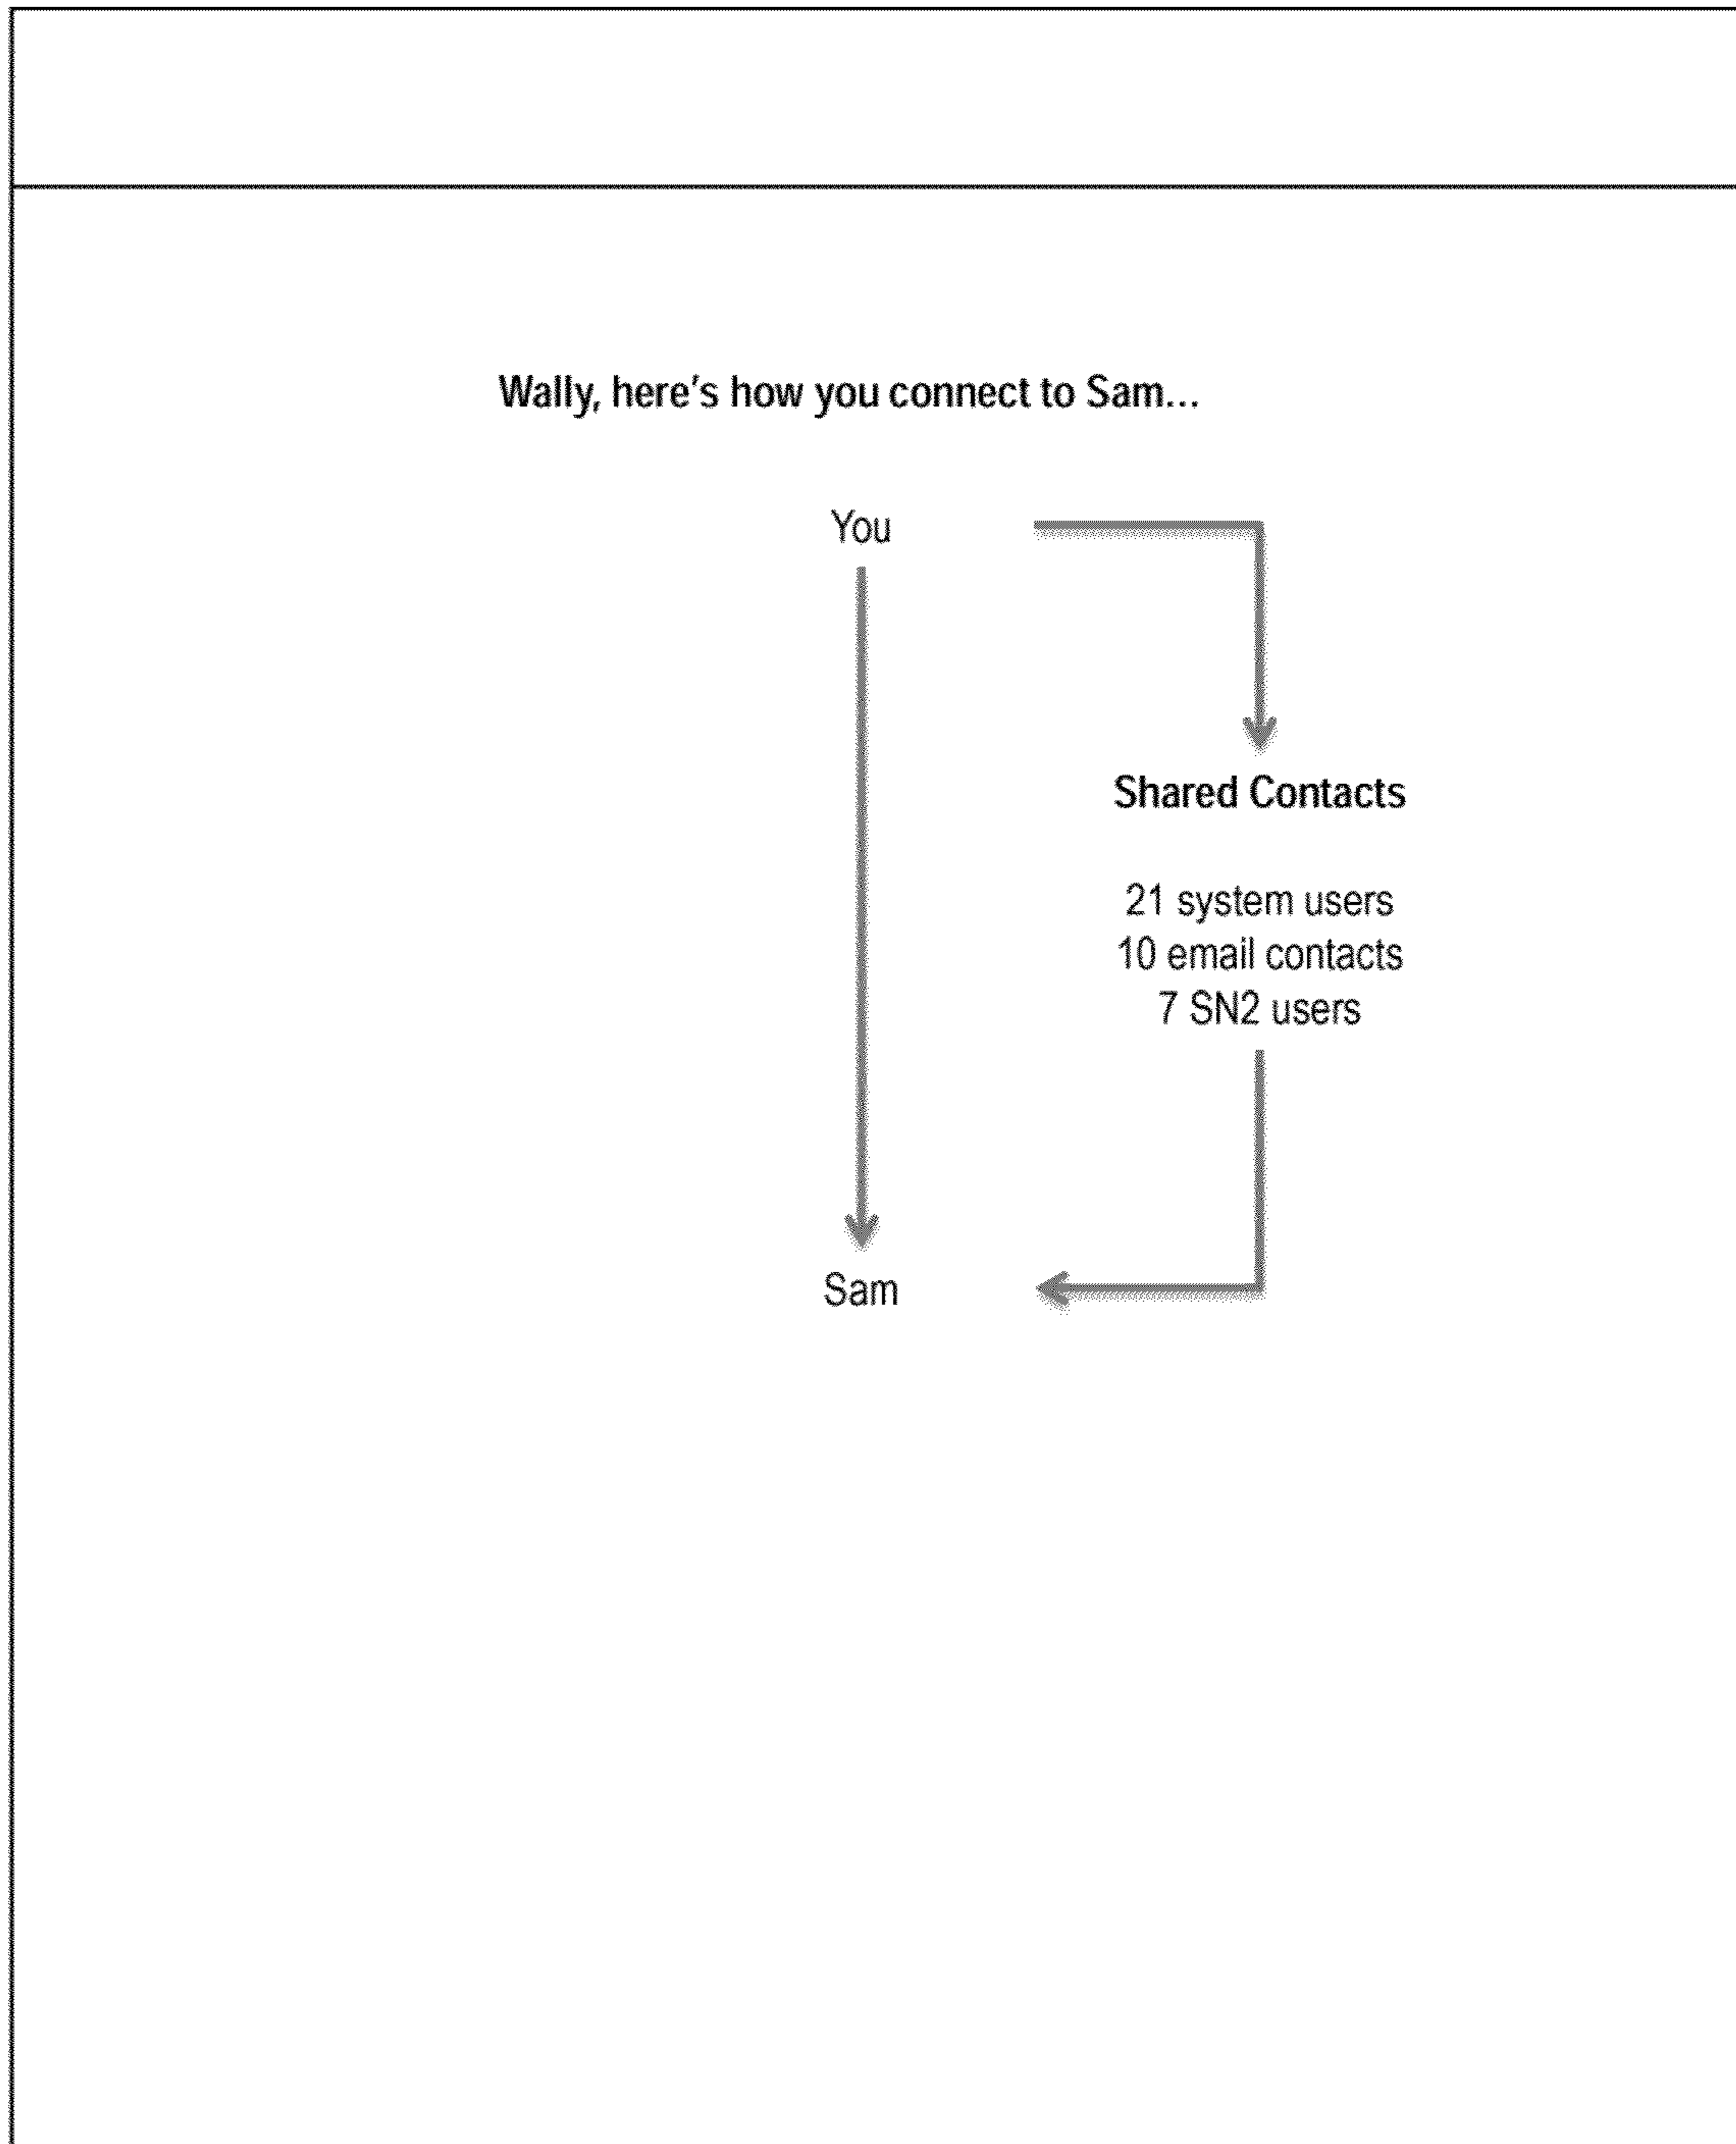 Wally, here's how you connect to Sam...
You
Shared Contacts
21 system users
10 email contacts
7 SN2 users
Sam